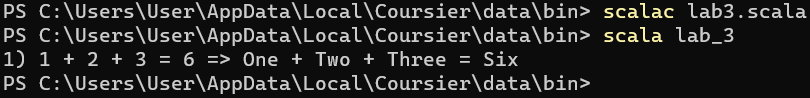 PS C:\Users\User\AppData\Local\Coursier\data\bin> scalac lab3.scala
PS C:\Users\User\AppData\Local\Coursier\data\bin> scala lab_3
1) 1 + 2 + 3 = 6 => One + Two + Three = Six
PS C:\Users\User\AppData\Local\Coursier\data\bin>